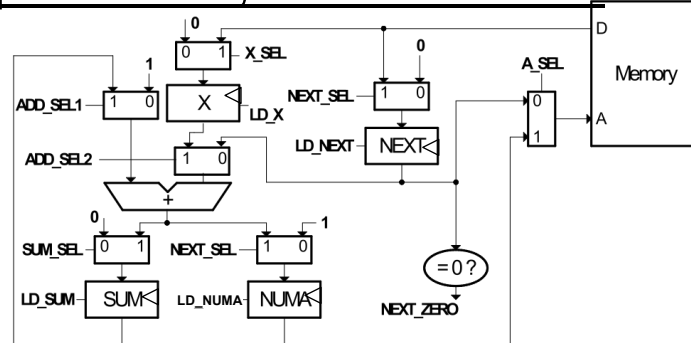 0
D
0 1 X_SEL
0
A_SEL
Memory
1
X
LD_X
NEXT_SEL 1 0
0
ADD_SEL1 1 0
A
1
LD_NEXT NEXT
ADD_SEL2 1 0
+
0
1
SUM_SEL 0 1
NEXT_SEL 1 0
=0?
LD_SUM SUM
LD_NUMA NUMA
NEXT_ZERO